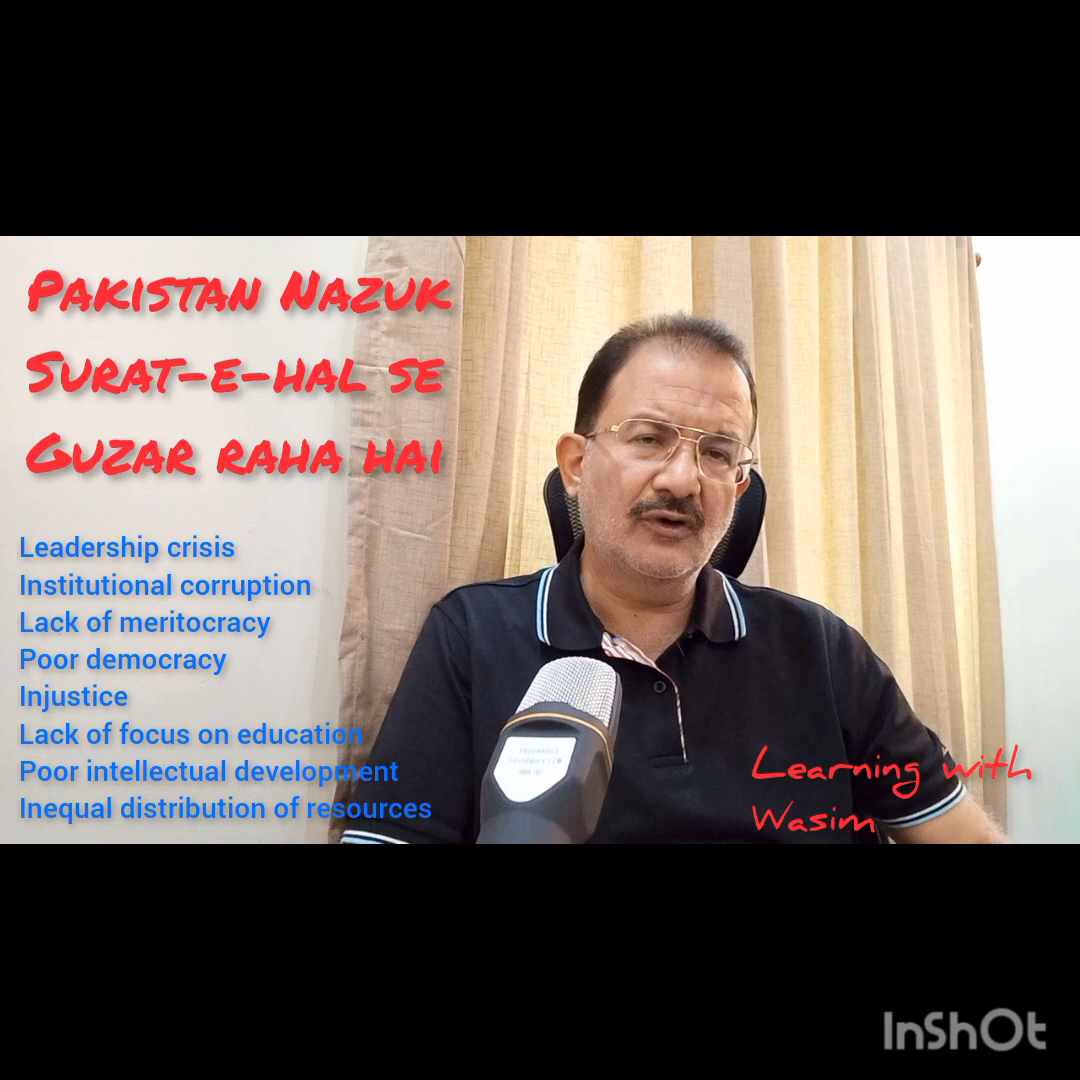 Pakistan Nazuk
Surat-e-hal se
Guzar raha hai
Leadership crisis
Institutional corruption
Lack of meritocracy
Poor democracy
Injustice
Lack of focus on education
Poor intellectual development
Inequal distribution of resources
Learning with
Wasim
InShOt